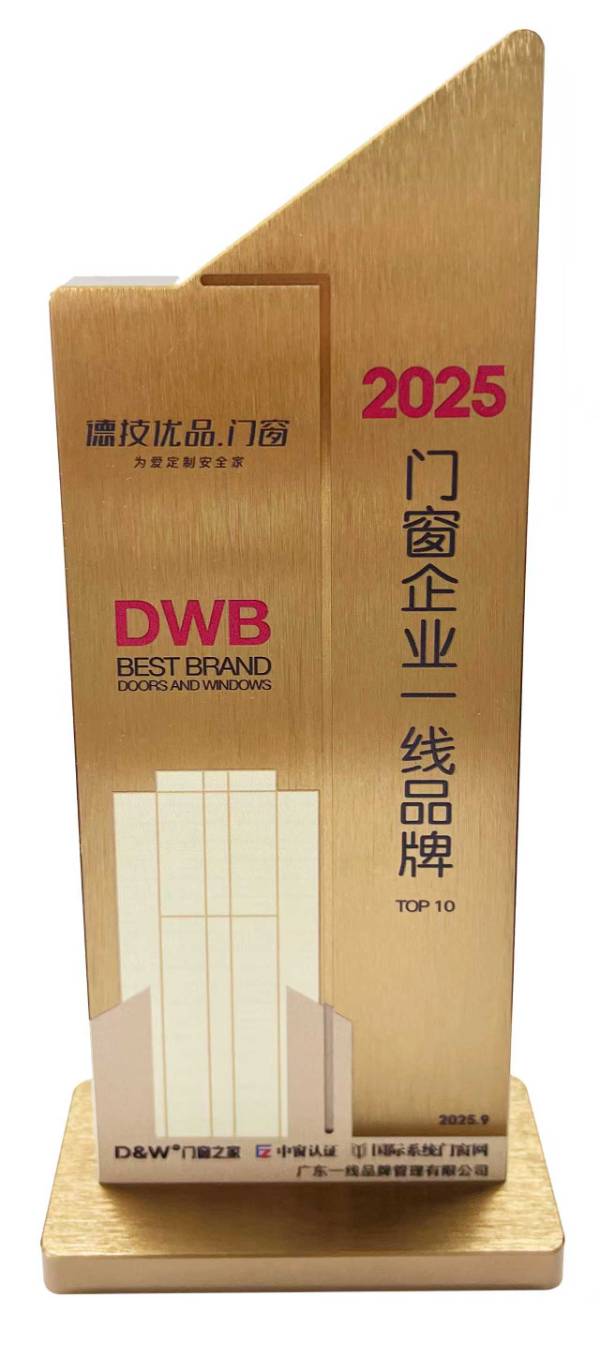 德技优品.门窗
为爱定制安全家
DWB
BEST BRAND
DOORS AND WINDOWS
2025
门窗企业一线品牌
TOP 10
2025.9
D&W®门窗之家 中窗认证 国际系统门窗网
广东一线品牌管理有限公司